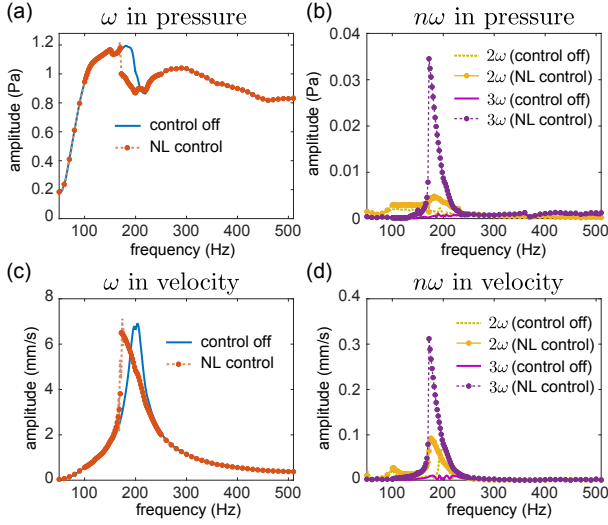 (a)
ω in pressure
amplitude (Pa)
1.4
1.2
1
0.8
0.6
0.4
0.2
0
control off
NL control
100 200 300 400 500
frequency (Hz)
(b)
nω in pressure
amplitude (Pa)
0.04
0.03
0.02
0.01
0
2ω (control off)
2ω (NL control)
3ω (control off)
3ω (NL control)
100 200 300 400 500
frequency (Hz)
(c)
ω in velocity
amplitude (mm/s)
8
6
4
2
0
control off
NL control
100 200 300 400 500
frequency (Hz)
(d)
nω in velocity
amplitude (mm/s)
0.4
0.3
0.2
0.1
0
2ω (control off)
2ω (NL control)
3ω (control off)
3ω (NL control)
100 200 300 400 500
frequency (Hz)